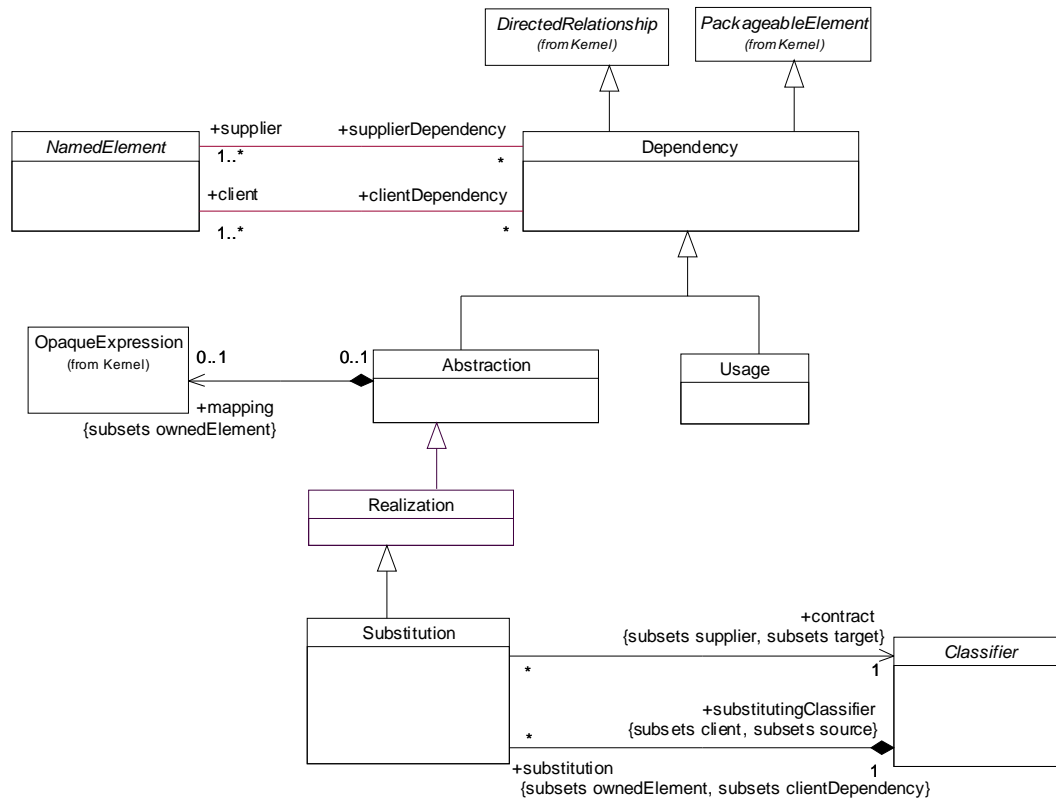 DirectedRelationship
(from Kernel)
PackageableElement
(from Kernel)
+supplier
+supplierDependency
NamedElement
Dependency
1..*
*
+client
+clientDependency
1..*
*
OpaqueExpression
(from Kernel)
0..1
0..1
Abstraction
Usage
+mapping
{subsets ownedElement}
Realization
Substitution
+contract
{subsets supplier, subsets target}
Classifier
*
1
+substitutingClassifier
{subsets client, subsets source}
*
+substitution
1
{subsets ownedElement, subsets clientDependency}